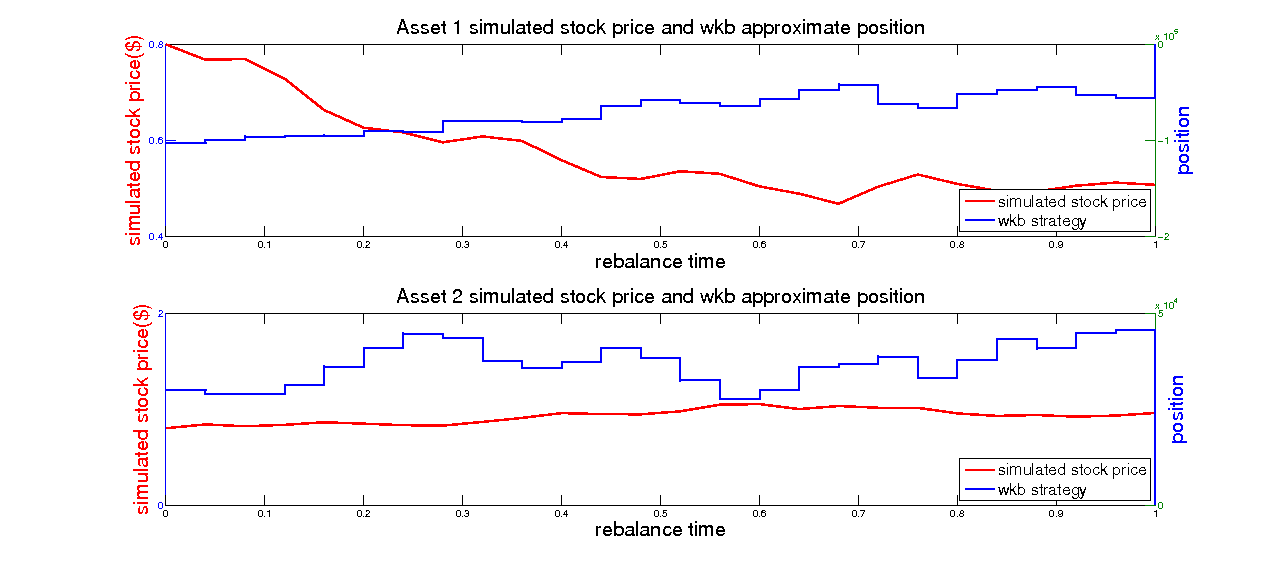 Asset 1 simulated stock price and wkb approximate position
x 10^5
simulated stock price($)
0.8
0.6
0.4
0
-1
-2
position
simulated stock price
wkb strategy
0 0.1 0.2 0.3 0.4 0.5 0.6 0.7 0.8 0.9 1
rebalance time
Asset 2 simulated stock price and wkb approximate position
x 10^4
simulated stock price($)
2
0
5
0
position
simulated stock price
wkb strategy
0 0.1 0.2 0.3 0.4 0.5 0.6 0.7 0.8 0.9 1
rebalance time